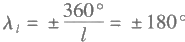 λ_l = ± 360° / l = ± 180°